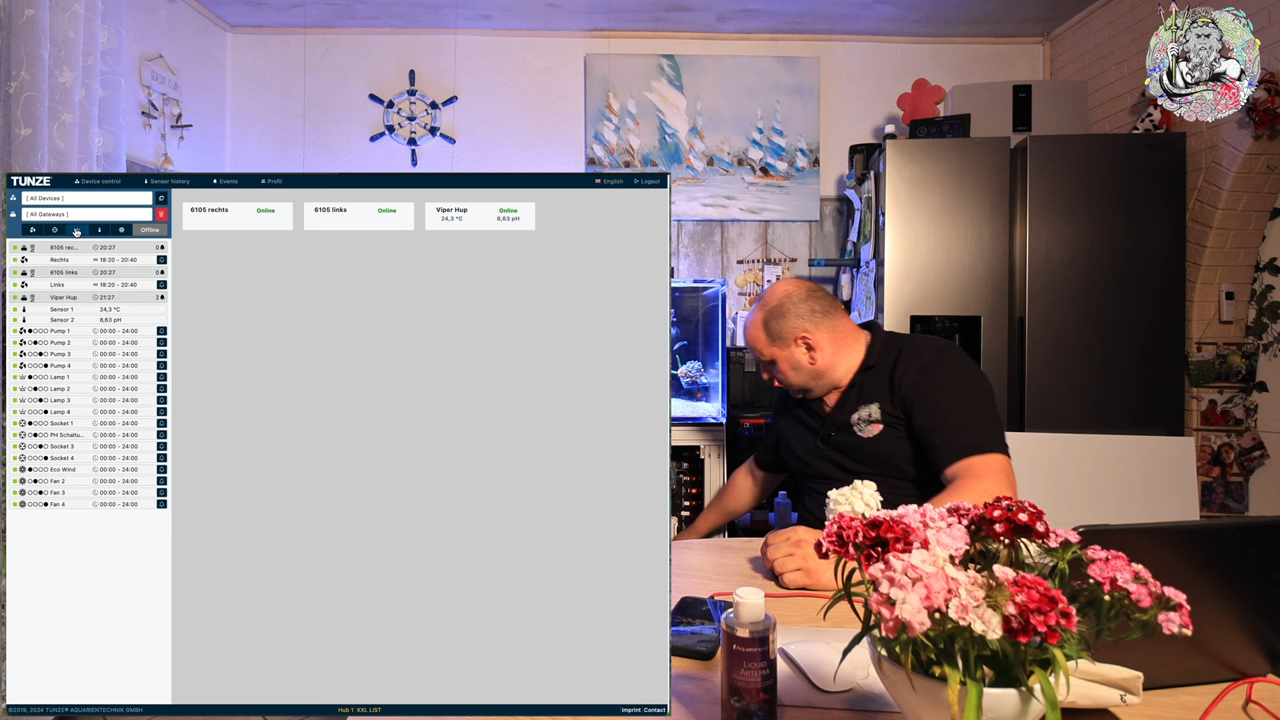 TUNZE
Device control
Sensor history
Events
Profil
English
Logout
[ All Devices ]
[ All Gateways ]
Offline
6105 rechts Online
6105 links Online
Viper Hup Online
24,3 °C 8,63 pH
6105 rec... 20:27 0
Rechts 18:20 - 20:40
6105 links 20:27 0
Links 18:20 - 20:40
Viper Hup 21:27 2
Sensor 1 24,3 °C
Sensor 2 8,63 pH
Pump 1 00:00 - 24:00
Pump 2 00:00 - 24:00
Pump 3 00:00 - 24:00
Pump 4 00:00 - 24:00
Lamp 1 00:00 - 24:00
Lamp 2 00:00 - 24:00
Lamp 3 00:00 - 24:00
Lamp 4 00:00 - 24:00
Socket 1 00:00 - 24:00
PH Schaltu... 00:00 - 24:00
Socket 3 00:00 - 24:00
Socket 4 00:00 - 24:00
Eco Wind 00:00 - 24:00
Fan 2 00:00 - 24:00
Fan 3 00:00 - 24:00
Fan 4 00:00 - 24:00
©2019, 2024 TUNZE® AQUARIENTECHNIK GMBH
Hub 1 XXL LIST
Imprint Contact
LIQUID
ARTEMIA